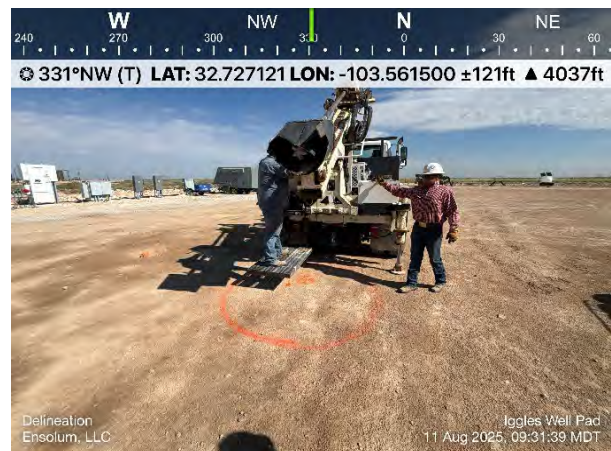 W NW N NE
240 270 300 330 0 30 60
331°NW (T) LAT: 32.727121 LON: -103.561500 ±121ft ▲ 4037ft
Delineation
Ensolum, LLC
Iggles Well Pad
11 Aug 2025, 09:31:39 MDT